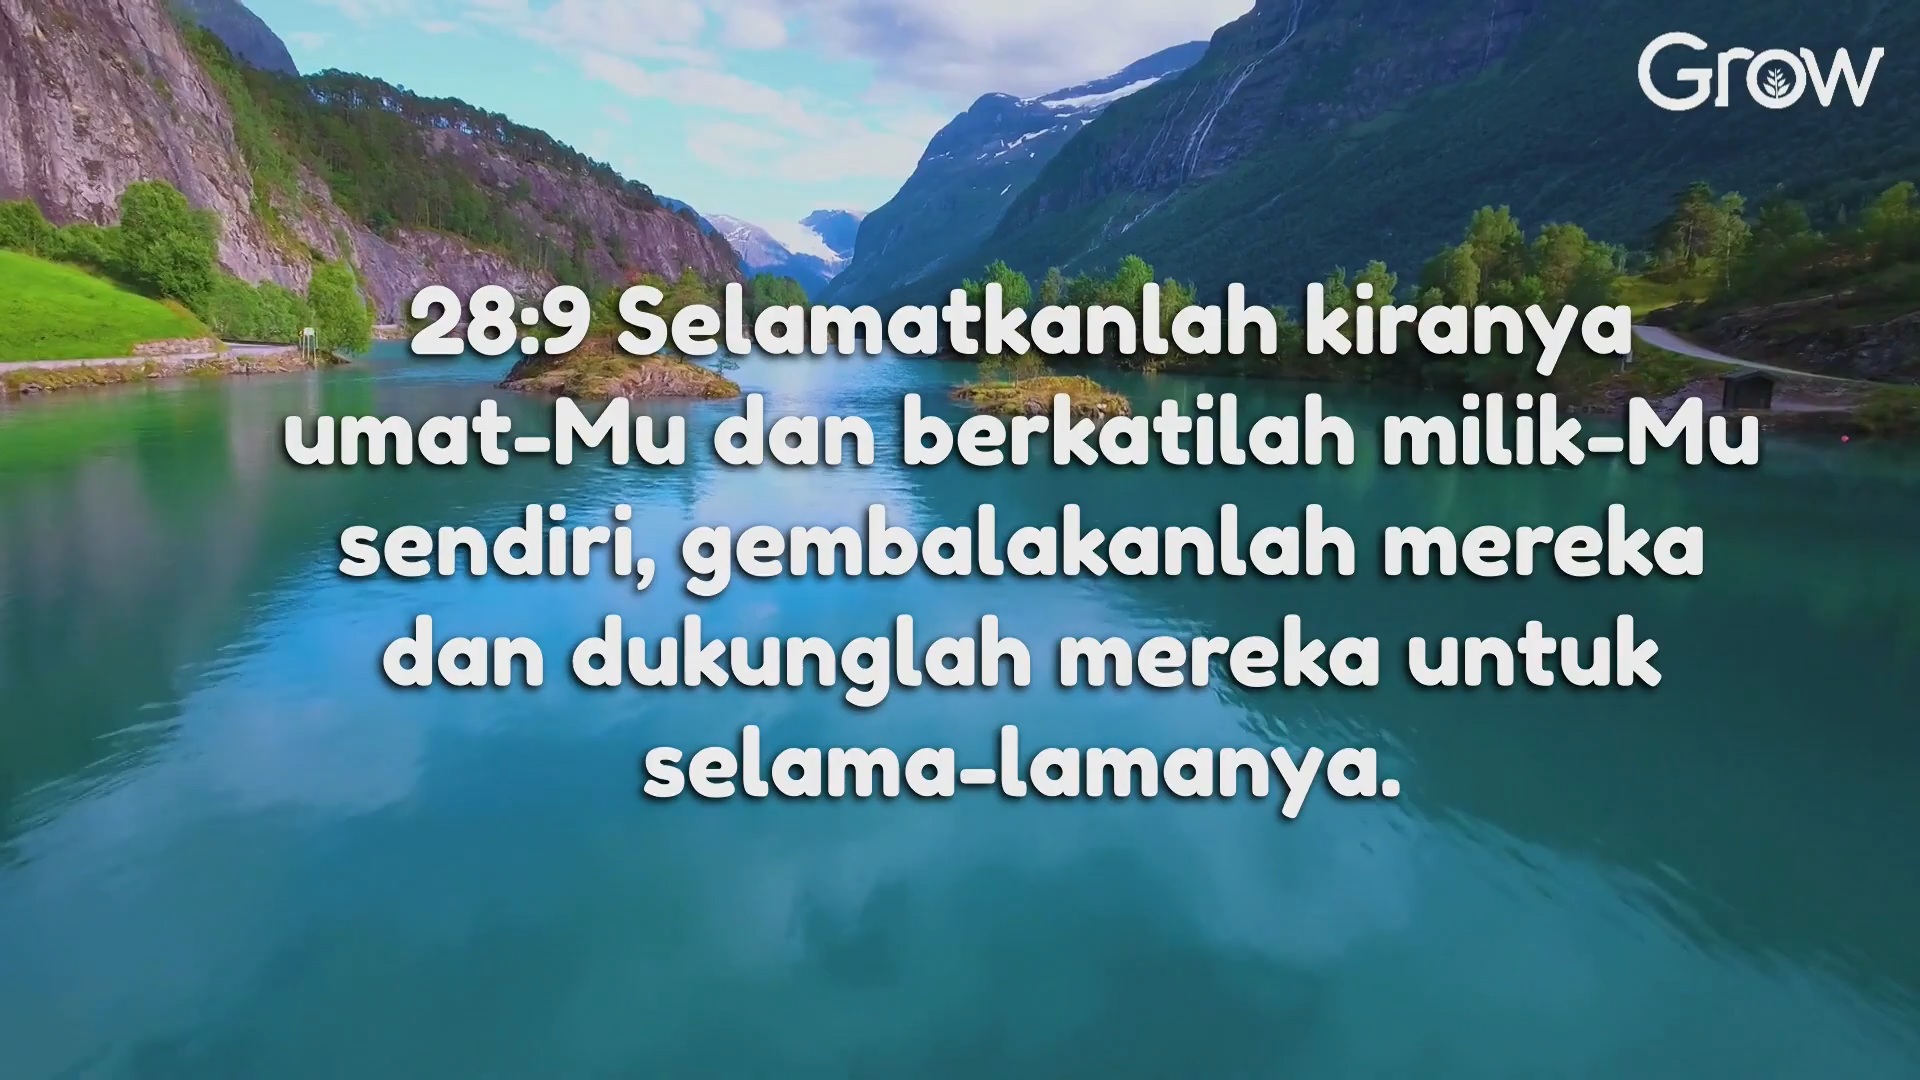 Grow
28:9 Selamatkanlah kiranya
umat-Mu dan berkatilah milik-Mu
sendiri, gembalakanlah mereka
dan dukunglah mereka untuk
selama-lamanya.